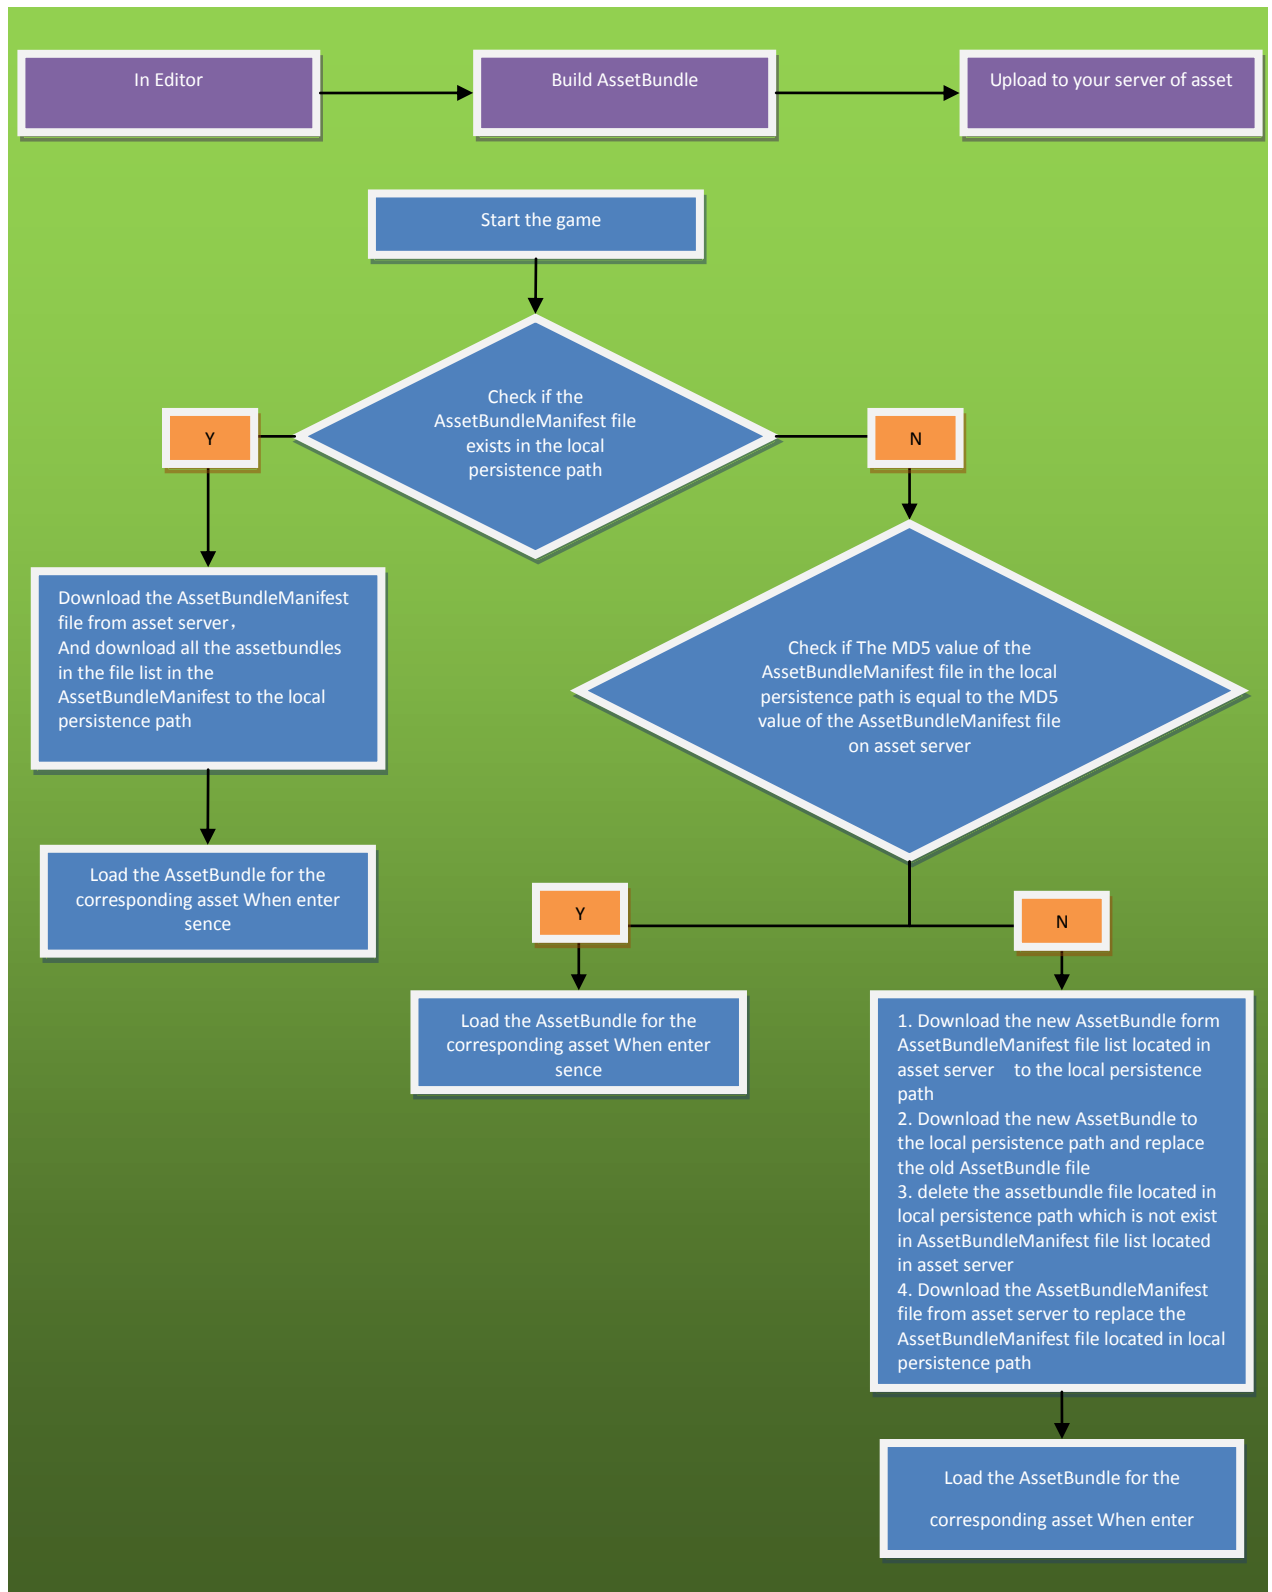 In Editor
Build AssetBundle
Upload to your server of asset
Start the game
Check if the
AssetBundleManifest file
exists in the local
persistence path
Y
N
Download the AssetBundleManifest
file from asset server，
And download all the assetbundles
in the file list in the
AssetBundleManifest to the local
persistence path
Check if The MD5 value of the
AssetBundleManifest file in the local
persistence path is equal to the MD5
value of the AssetBundleManifest file
on asset server
Load the AssetBundle for the
corresponding asset When enter
sence
Y
N
Load the AssetBundle for the
corresponding asset When enter
sence
1. Download the new AssetBundle form
AssetBundleManifest file list located in
asset server to the local persistence
path
2. Download the new AssetBundle to
the local persistence path and replace
the old AssetBundle file
3. delete the assetbundle file located in
local persistence path which is not exist
in AssetBundleManifest file list located
in asset server
4. Download the AssetBundleManifest
file from asset server to replace the
AssetBundleManifest file located in local
persistence path
Load the AssetBundle for the
corresponding asset When enter